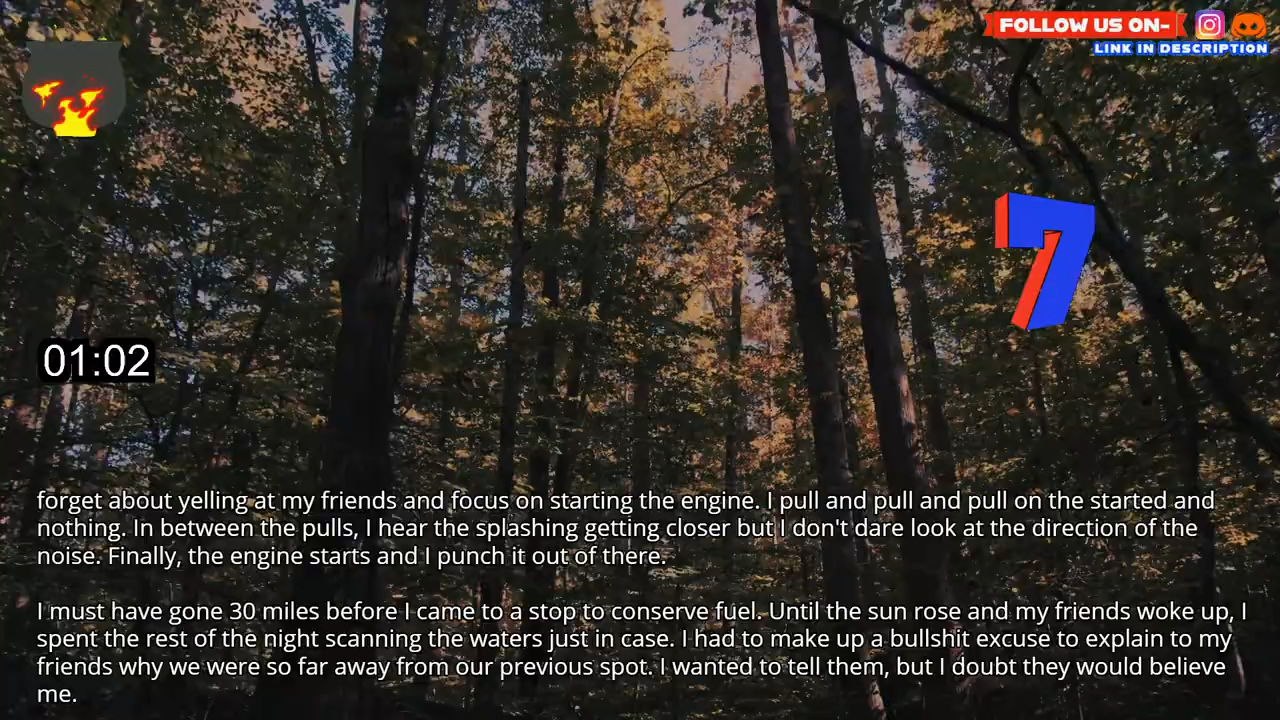 FOLLOW US ON-
LINK IN DESCRIPTION
7
01:02
forget about yelling at my friends and focus on starting the engine. I pull and pull and pull on the started and
nothing. In between the pulls, I hear the splashing getting closer but I don't dare look at the direction of the
noise. Finally, the engine starts and I punch it out of there.
I must have gone 30 miles before I came to a stop to conserve fuel. Until the sun rose and my friends woke up, I
spent the rest of the night scanning the waters just in case. I had to make up a bullshit excuse to explain to my
friends why we were so far away from our previous spot. I wanted to tell them, but I doubt they would believe
me.